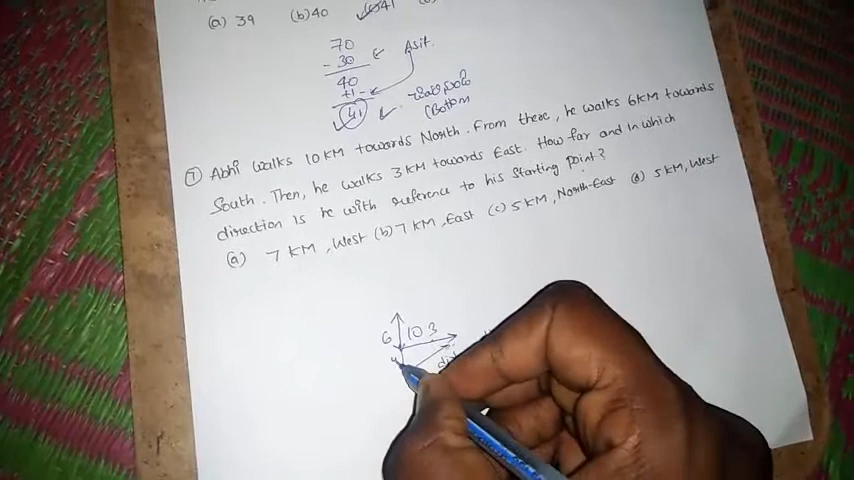 (a) 39 (b) 40 (c) 41
70
- 30
40
+1
41
Asit.
(Bottom
⑦ Abhi walks 10 KM towards North. From there, he walks 6KM towards
South. Then, he walks 3 KM towards East. How far and In which
direction is he with reference to his starting point?
(a) 7 KM, West (b) 7 KM, East (c) 5 KM, North-East (d) 5 KM, West
6 10 3
4